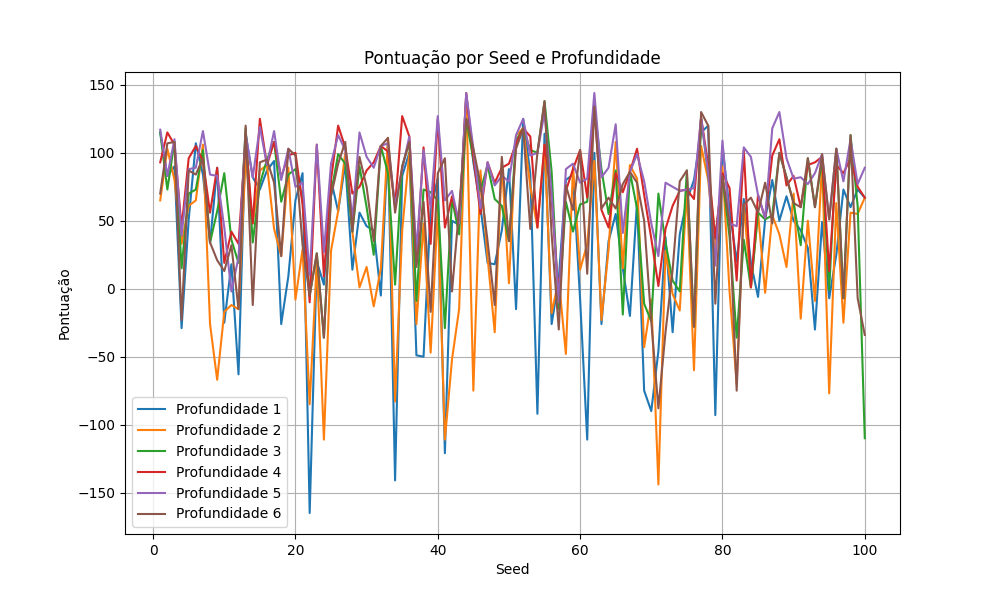 Pontuação por Seed e Profundidade
Pontuação
150
100
50
0
−50
−100
−150
Profundidade 1
Profundidade 2
Profundidade 3
Profundidade 4
Profundidade 5
Profundidade 6
0 20 40 60 80 100
Seed